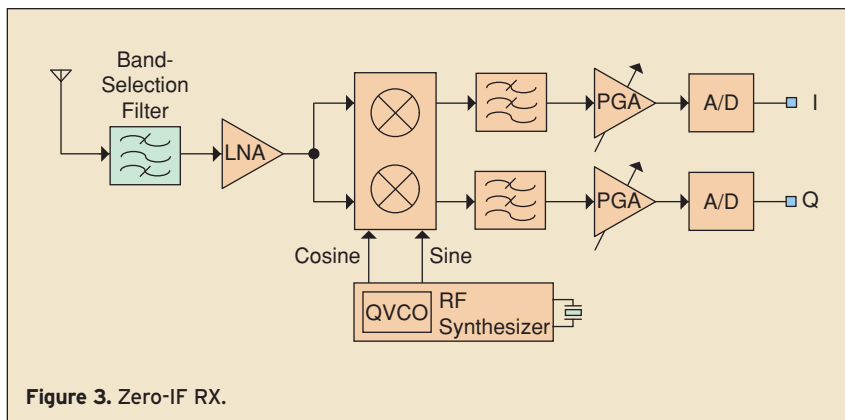 Band-
Selection
Filter
LNA
PGA
A/D
I
PGA
A/D
Q
Cosine
Sine
QVCO
RF
Synthesizer
Figure 3. Zero-IF RX.